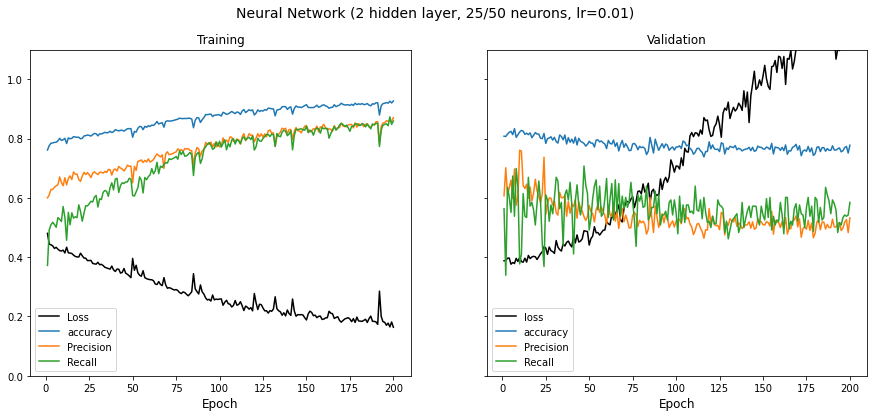 Neural Network (2 hidden layer, 25/50 neurons, lr=0.01)
Training
Validation
1.0
0.8
0.6
0.4
0.2
0.0
Loss
accuracy
Precision
Recall
loss
accuracy
Precision
Recall
0 25 50 75 100 125 150 175 200
0 25 50 75 100 125 150 175 200
Epoch
Epoch